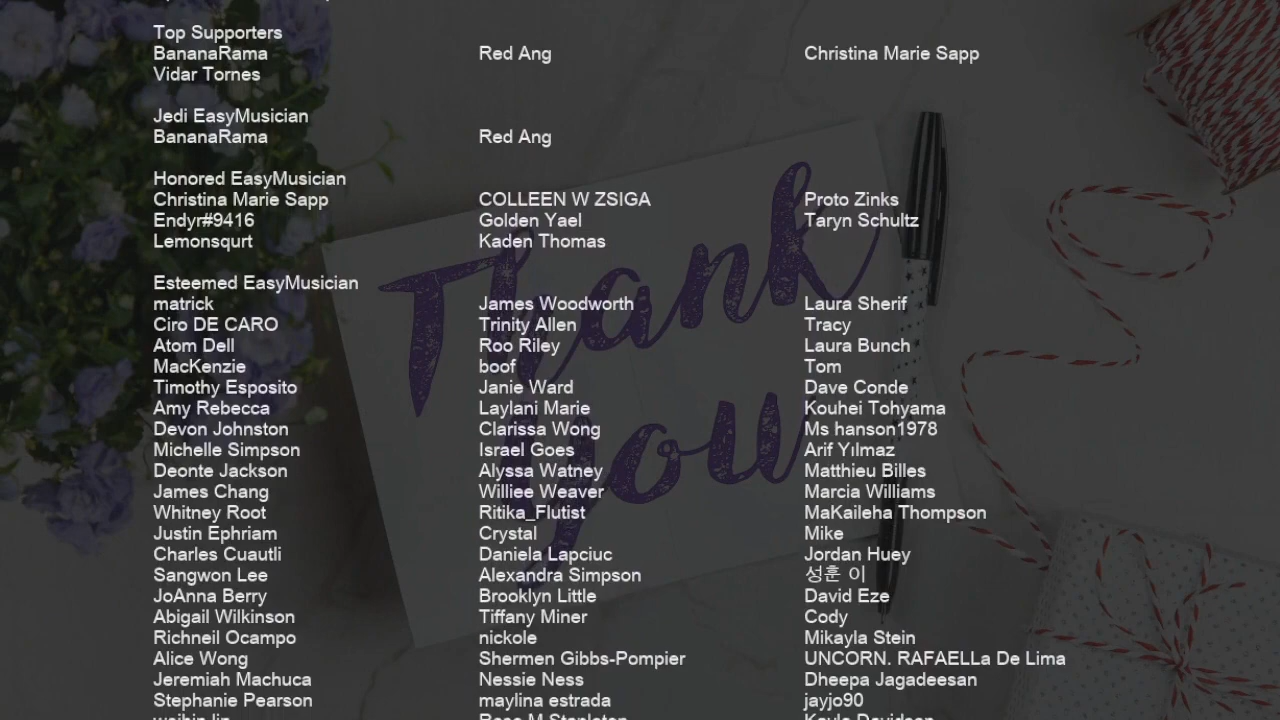 Top Supporters
BananaRama Red Ang Christina Marie Sapp
Vidar Tornes
Jedi EasyMusician
BananaRama Red Ang
Honored EasyMusician
Christina Marie Sapp COLLEEN W ZSIGA Proto Zinks
Endyr#9416 Golden Yael Taryn Schultz
Lemonsqurt Kaden Thomas
Esteemed EasyMusician
matrick James Woodworth Laura Sherif
Ciro DE CARO Trinity Allen Tracy
Atom Dell Roo Riley Laura Bunch
MacKenzie boof Tom
Timothy Esposito Janie Ward Dave Conde
Amy Rebecca Laylani Marie Kouhei Tohyama
Devon Johnston Clarissa Wong Ms hanson1978
Michelle Simpson Israel Goes Arif Yılmaz
Deonte Jackson Alyssa Watney Matthieu Billes
James Chang Williee Weaver Marcia Williams
Whitney Root Ritika_Flutist MaKaileha Thompson
Justin Ephriam Crystal Mike
Charles Cuautli Daniela Lapciuc Jordan Huey
Sangwon Lee Alexandra Simpson 성훈 이
JoAnna Berry Brooklyn Little David Eze
Abigail Wilkinson Tiffany Miner Cody
Richneil Ocampo nickole Mikayla Stein
Alice Wong Shermen Gibbs-Pompier UNCORN. RAFAELLa De Lima
Jeremiah Machuca Nessie Ness Dheepa Jagadeesan
Stephanie Pearson maylina estrada jayjo90
Thank
you